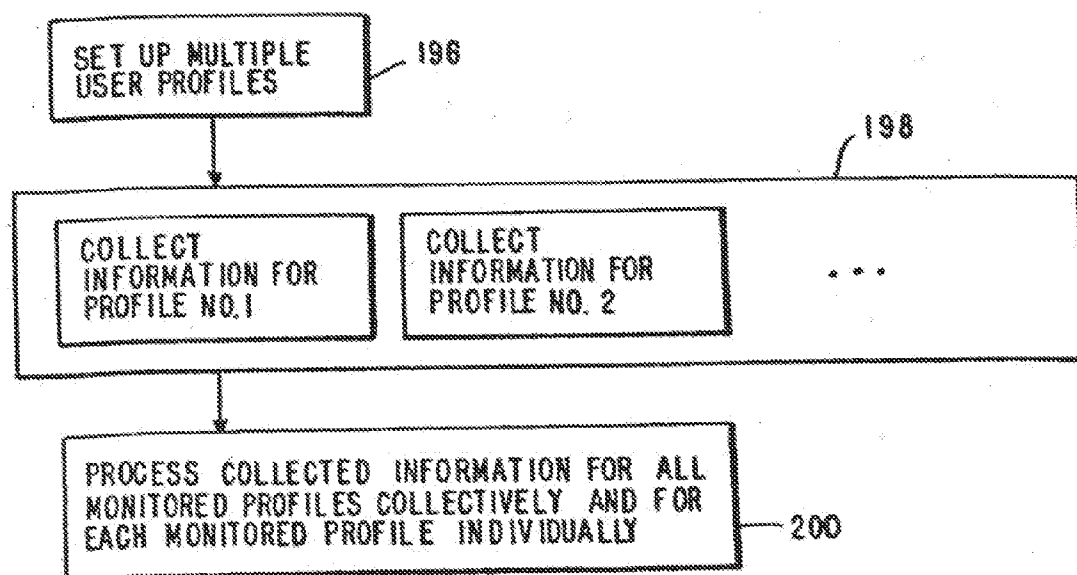 SET UP MULTIPLE
USER PROFILES
196
198
COLLECT
INFORMATION FOR
PROFILE NO. 1
COLLECT
INFORMATION FOR
PROFILE NO. 2
...
PROCESS COLLECTED INFORMATION FOR ALL
MONITORED PROFILES COLLECTIVELY AND FOR
EACH MONITORED PROFILE INDIVIDUALLY
200